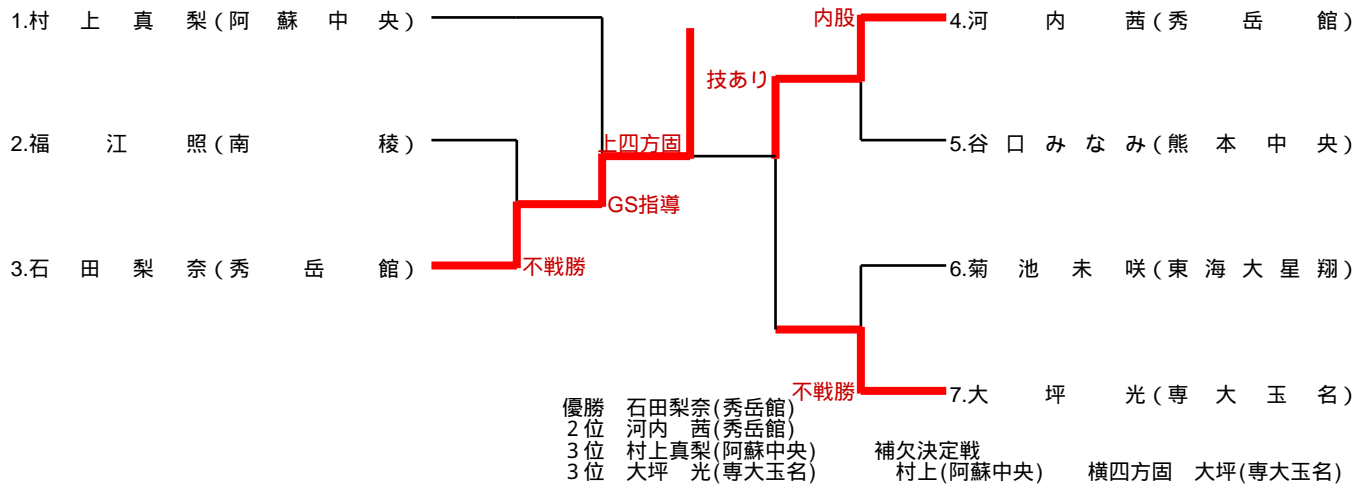 1.村上真梨(阿蘇中央)
内股
4.河内茜(秀岳館)
技あり
2.福江照(南稜)
上四方固
5.谷口みなみ(熊本中央)
GS指導
3.石田梨奈(秀岳館)
不戦勝
6.菊池未咲(東海大星翔)
不戦勝
7.大坪光(専大玉名)
優勝 石田梨奈(秀岳館)
2位 河内 茜(秀岳館)
3位 村上真梨(阿蘇中央) 補欠決定戦
3位 大坪 光(専大玉名) 村上(阿蘇中央) 横四方固 大坪(専大玉名)